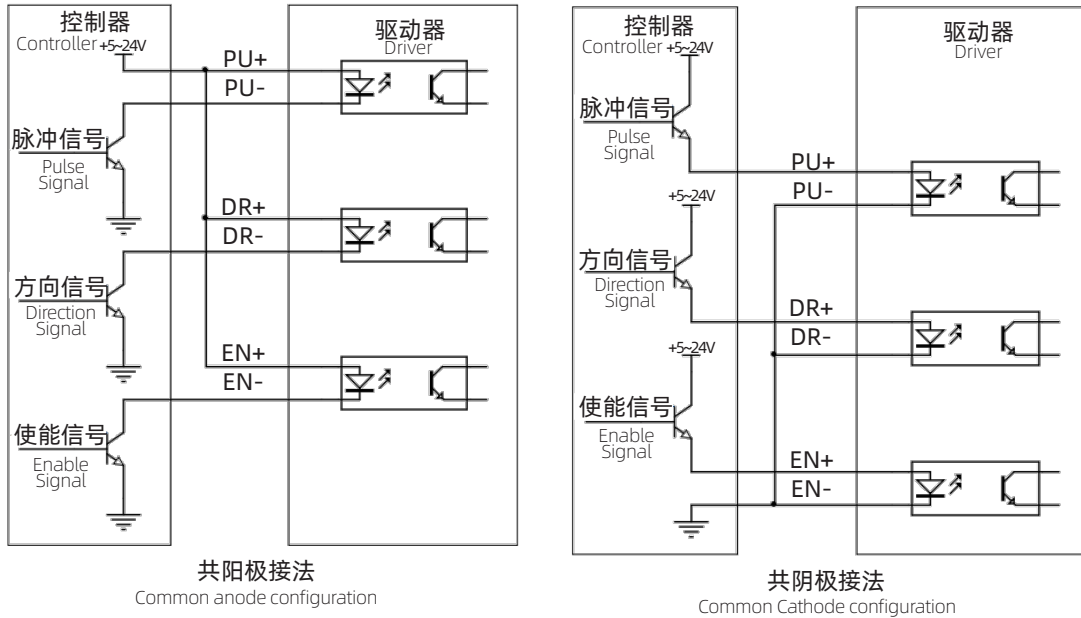 控制器
Controller +5~24V
驱动器
Driver
PU+
PU-
脉冲信号
Pulse
Signal
DR+
DR-
方向信号
Direction
Signal
EN+
EN-
使能信号
Enable
Signal
共阳极接法
Common anode configuration
控制器
Controller +5~24V
驱动器
Driver
脉冲信号
Pulse
Signal
PU+
PU-
+5~24V
方向信号
Direction
Signal
DR+
DR-
+5~24V
使能信号
Enable
Signal
EN+
EN-
共阴极接法
Common Cathode configuration